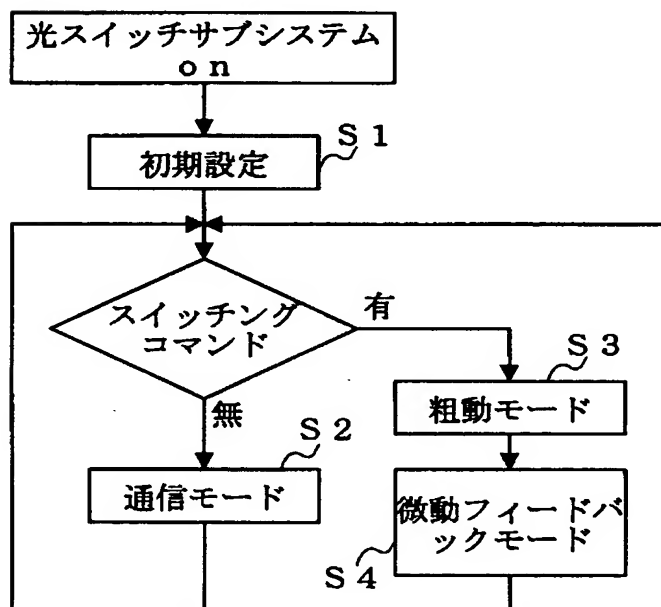 光スイッチサブシステム
on
S1
初期設定
スイッチング
コマンド
有
無
S3
粗動モード
S2
通信モード
微動フィードバ
ックモード
S4